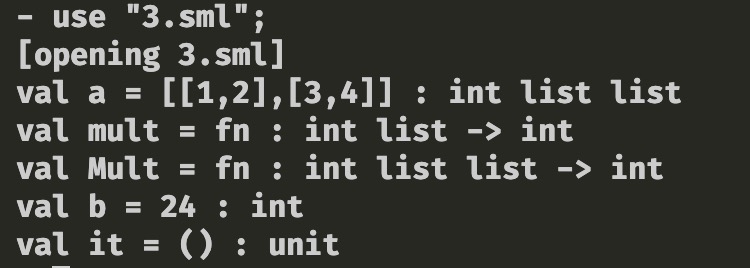 - use "3.sml";
[opening 3.sml]
val a = [[1,2],[3,4]] : int list list
val mult = fn : int list -> int
val Mult = fn : int list list -> int
val b = 24 : int
val it = () : unit